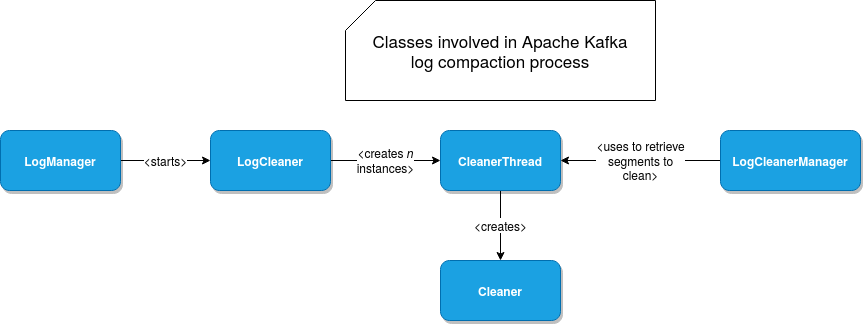 Classes involved in Apache Kafka
log compaction process
LogManager
<starts>
LogCleaner
<creates n
instances>
CleanerThread
<uses to retrieve
segments to
clean>
LogCleanerManager
<creates>
Cleaner